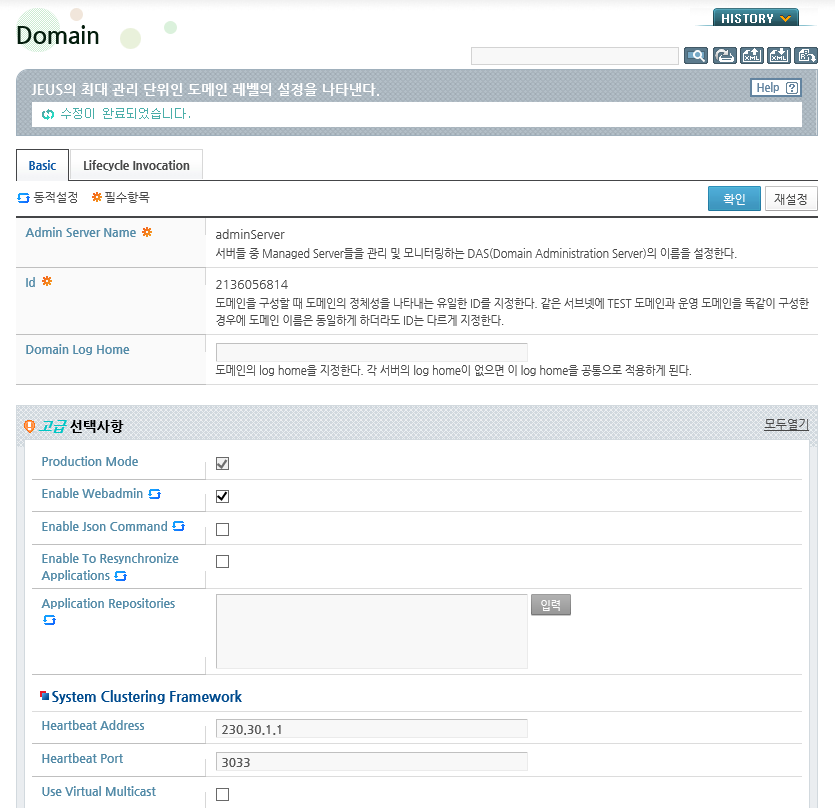 Domain
HISTORY
JEUS의 최대 관리 단위인 도메인 레벨의 설정을 나타낸다.
Help
수정이 완료되었습니다.
Basic
Lifecycle Invocation
동적설정
필수항목
확인
재설정
Admin Server Name
adminServer
서버들 중 Managed Server들을 관리 및 모니터링하는 DAS(Domain Administration Server)의 이름을 설정한다.
Id
2136056814
도메인을 구성할 때 도메인의 정체성을 나타내는 유일한 ID를 지정한다. 같은 서브넷에 TEST 도메인과 운영 도메인을 똑같이 구성한
경우에 도메인 이름은 동일하게 하더라도 ID는 다르게 지정한다.
Domain Log Home
도메인의 log home을 지정한다. 각 서버의 log home이 없으면 이 log home을 공통으로 적용하게 된다.
고급 선택사항
모두열기
Production Mode
Enable Webadmin
Enable Json Command
Enable To Resynchronize
Applications
Application Repositories
입력
System Clustering Framework
Heartbeat Address
230.30.1.1
Heartbeat Port
3033
Use Virtual Multicast